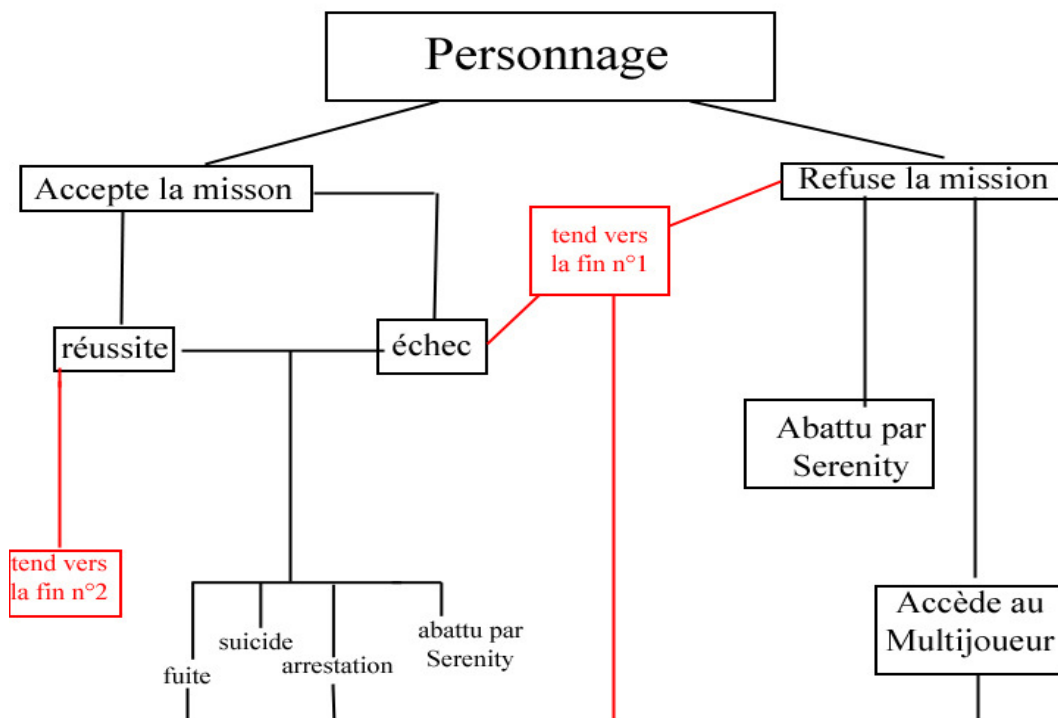 Personnage
Accepte la misson
Refuse la mission
tend vers
la fin n°1
réussite
échec
Abattu par
Serenity
tend vers
la fin n°2
Accède au
Multijoueur
fuite
suicide
arrestation
abattu par
Serenity